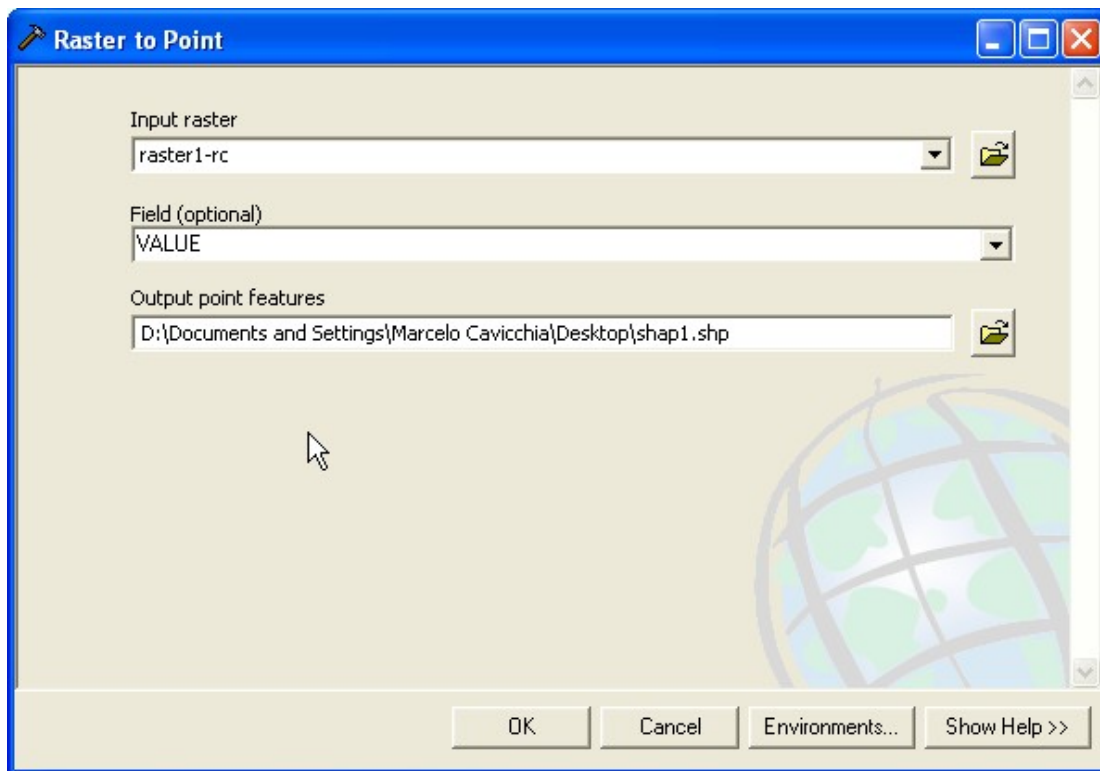 Raster to Point
Input raster
raster1-rc
Field (optional)
VALUE
Output point features
D:\Documents and Settings\Marcelo Cavicchia\Desktop\shap1.shp
OK Cancel Environments... Show Help >>